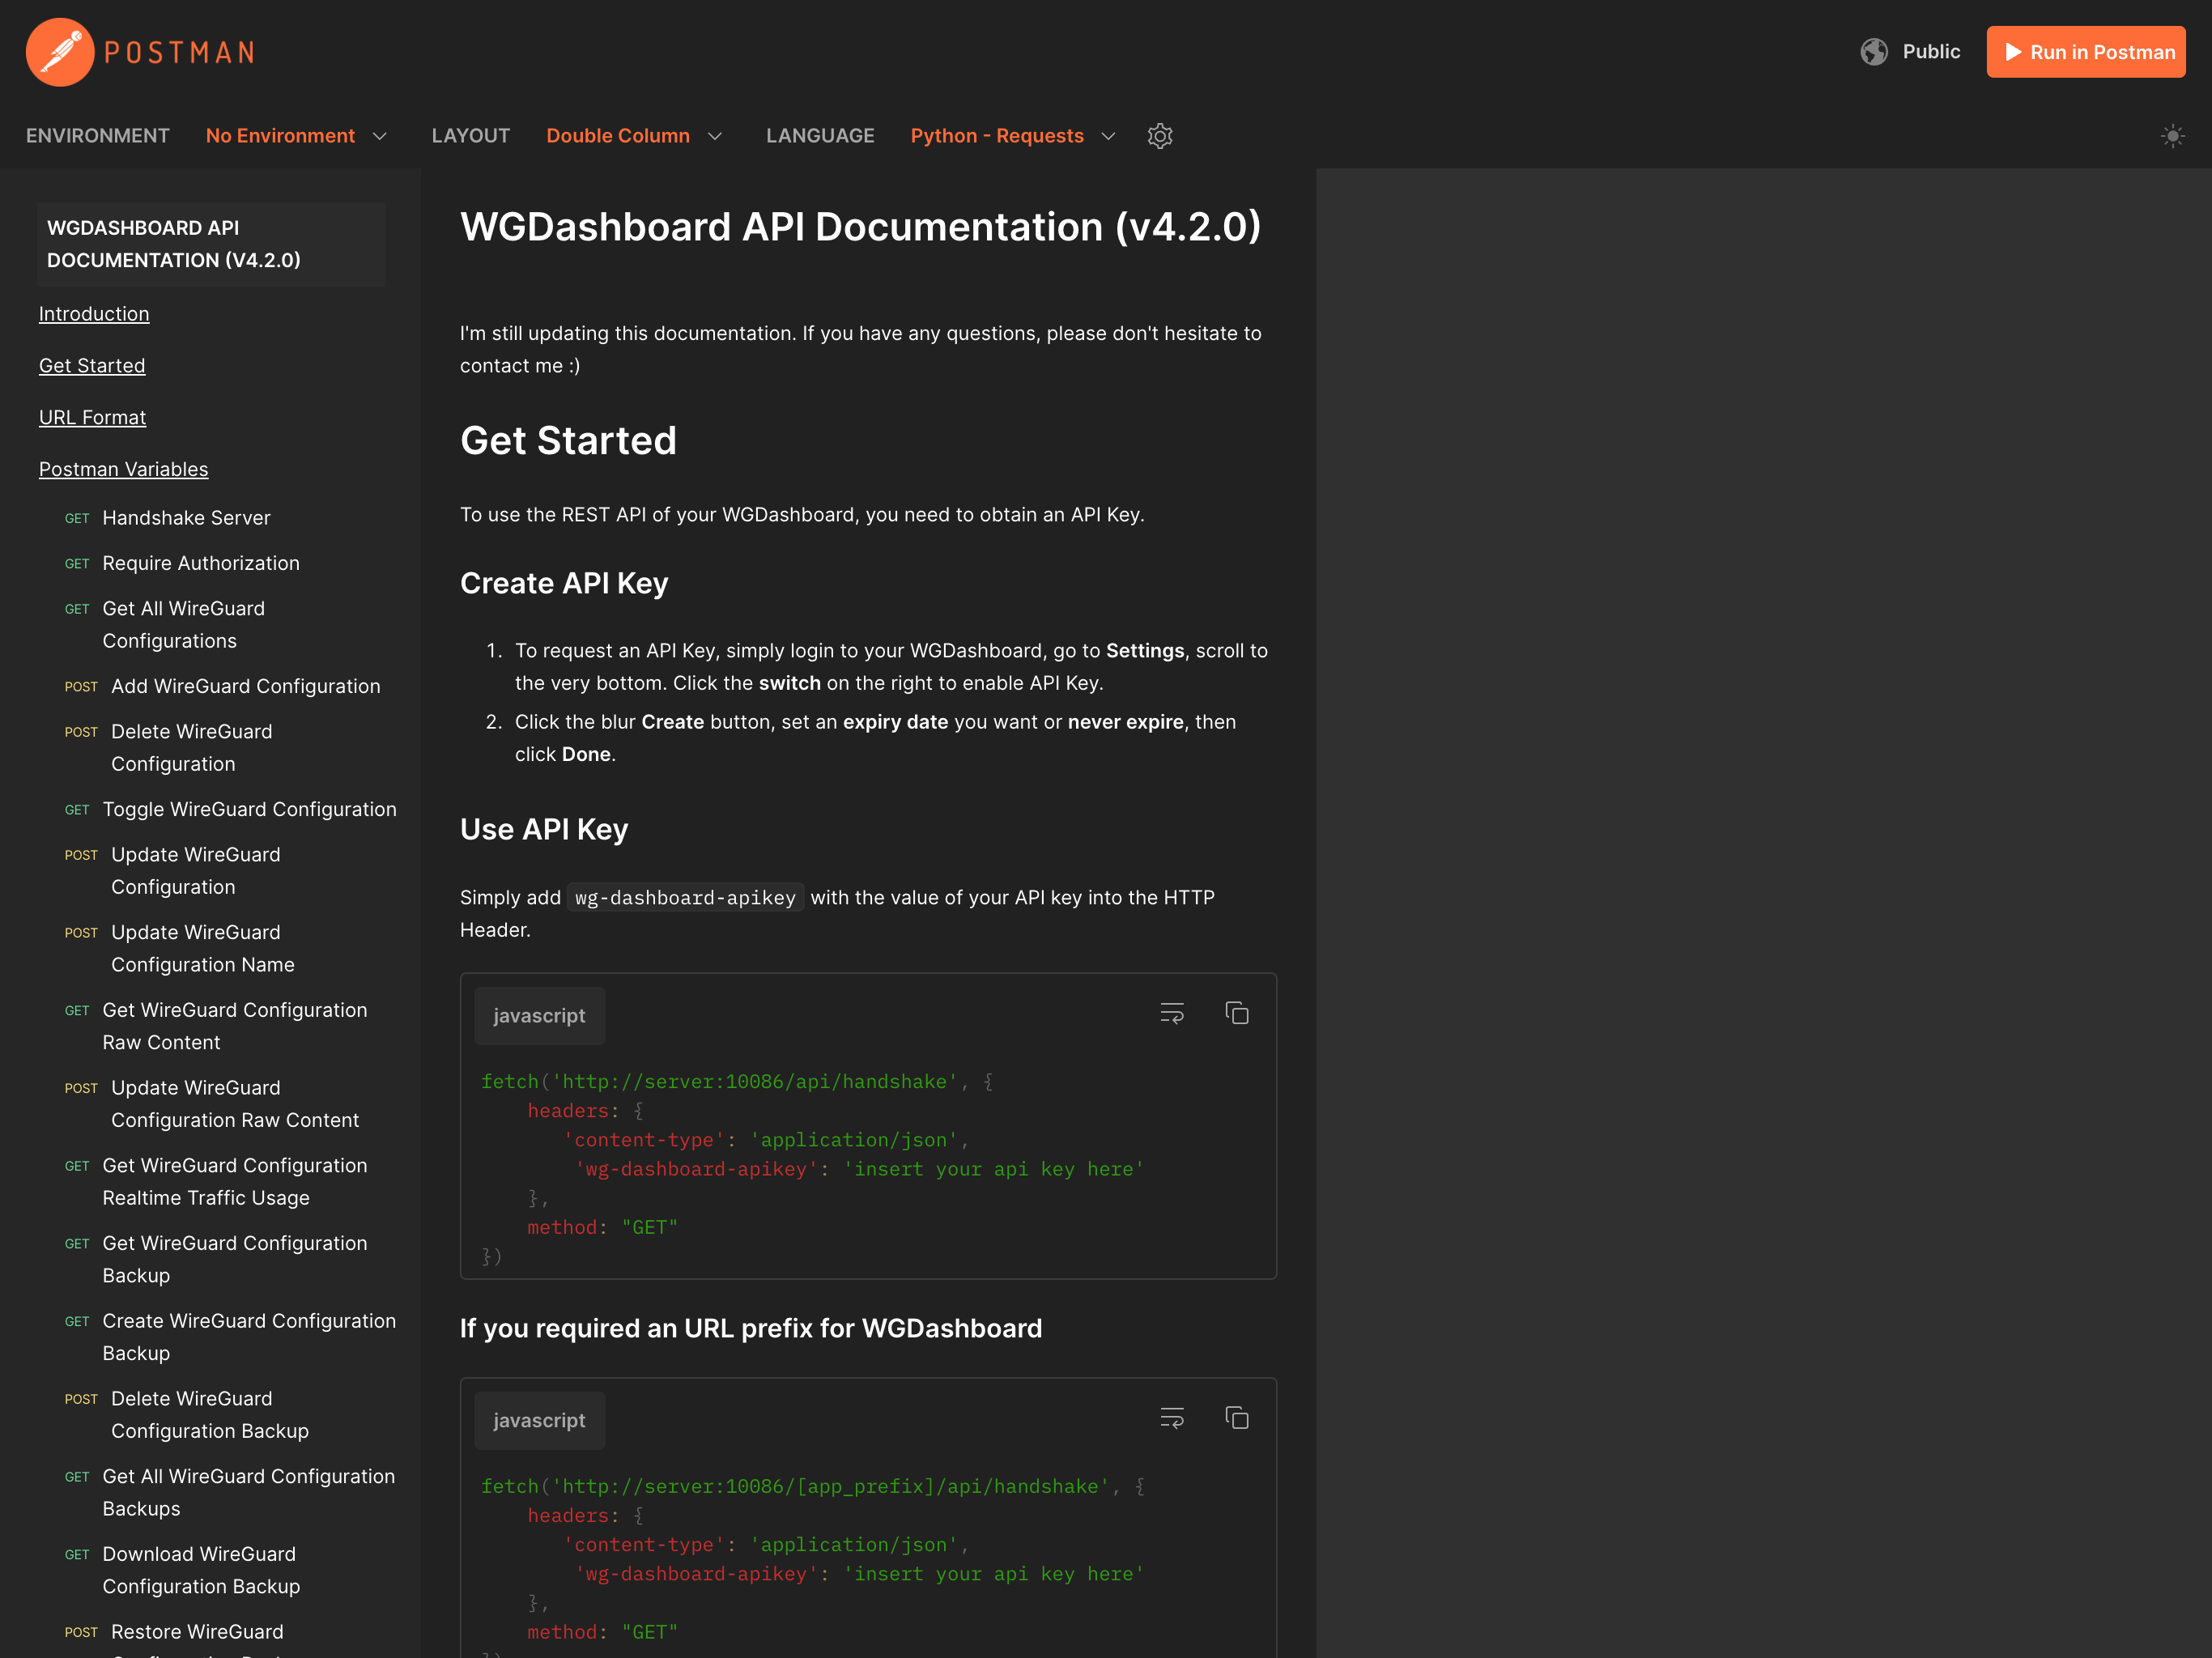 POSTMAN
Public
Run in Postman
ENVIRONMENT No Environment LAYOUT Double Column LANGUAGE Python - Requests
WGDASHBOARD API
DOCUMENTATION (V4.2.0)
Introduction
Get Started
URL Format
Postman Variables
GET Handshake Server
GET Require Authorization
GET Get All WireGuard
Configurations
POST Add WireGuard Configuration
POST Delete WireGuard
Configuration
GET Toggle WireGuard Configuration
POST Update WireGuard
Configuration
POST Update WireGuard
Configuration Name
GET Get WireGuard Configuration
Raw Content
POST Update WireGuard
Configuration Raw Content
GET Get WireGuard Configuration
Realtime Traffic Usage
GET Get WireGuard Configuration
Backup
GET Create WireGuard Configuration
Backup
POST Delete WireGuard
Configuration Backup
GET Get All WireGuard Configuration
Backups
GET Download WireGuard
Configuration Backup
POST Restore WireGuard
WGDashboard API Documentation (v4.2.0)
I'm still updating this documentation. If you have any questions, please don't hesitate to
contact me :)
Get Started
To use the REST API of your WGDashboard, you need to obtain an API Key.
Create API Key
1. To request an API Key, simply login to your WGDashboard, go to Settings, scroll to
the very bottom. Click the switch on the right to enable API Key.
2. Click the blur Create button, set an expiry date you want or never expire, then
click Done.
Use API Key
Simply add wg-dashboard-apikey with the value of your API key into the HTTP
Header.
javascript
fetch('http://server:10086/api/handshake', {
headers: {
'content-type': 'application/json',
'wg-dashboard-apikey': 'insert your api key here'
},
method: "GET"
})
If you required an URL prefix for WGDashboard
javascript
fetch('http://server:10086/[app_prefix]/api/handshake', {
headers: {
'content-type': 'application/json',
'wg-dashboard-apikey': 'insert your api key here'
},
method: "GET"